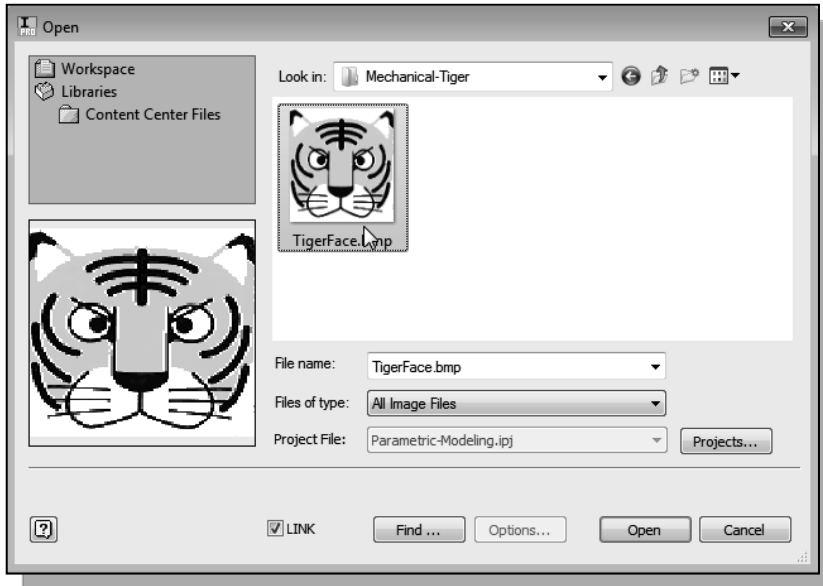 I PRO Open
Workspace
Libraries
Content Center Files
Look in: Mechanical-Tiger
TigerFace.bmp
File name: TigerFace.bmp
Files of type: All Image Files
Project File: Parametric-Modeling.ipj Projects...
? LINK Find ... Options... Open Cancel